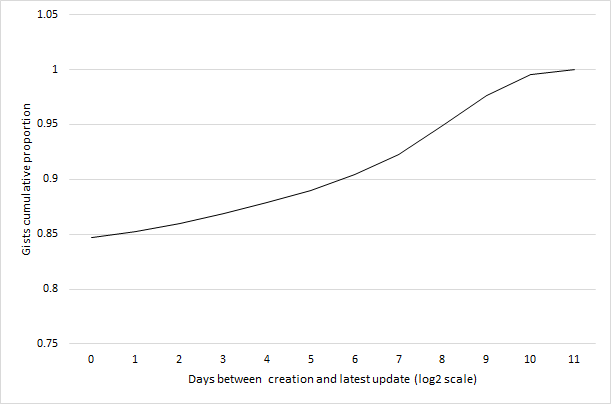 1.05
1
0.95
0.9
0.85
0.8
0.75
Gists cumulative proportion
0 1 2 3 4 5 6 7 8 9 10 11
Days between creation and latest update (log2 scale)